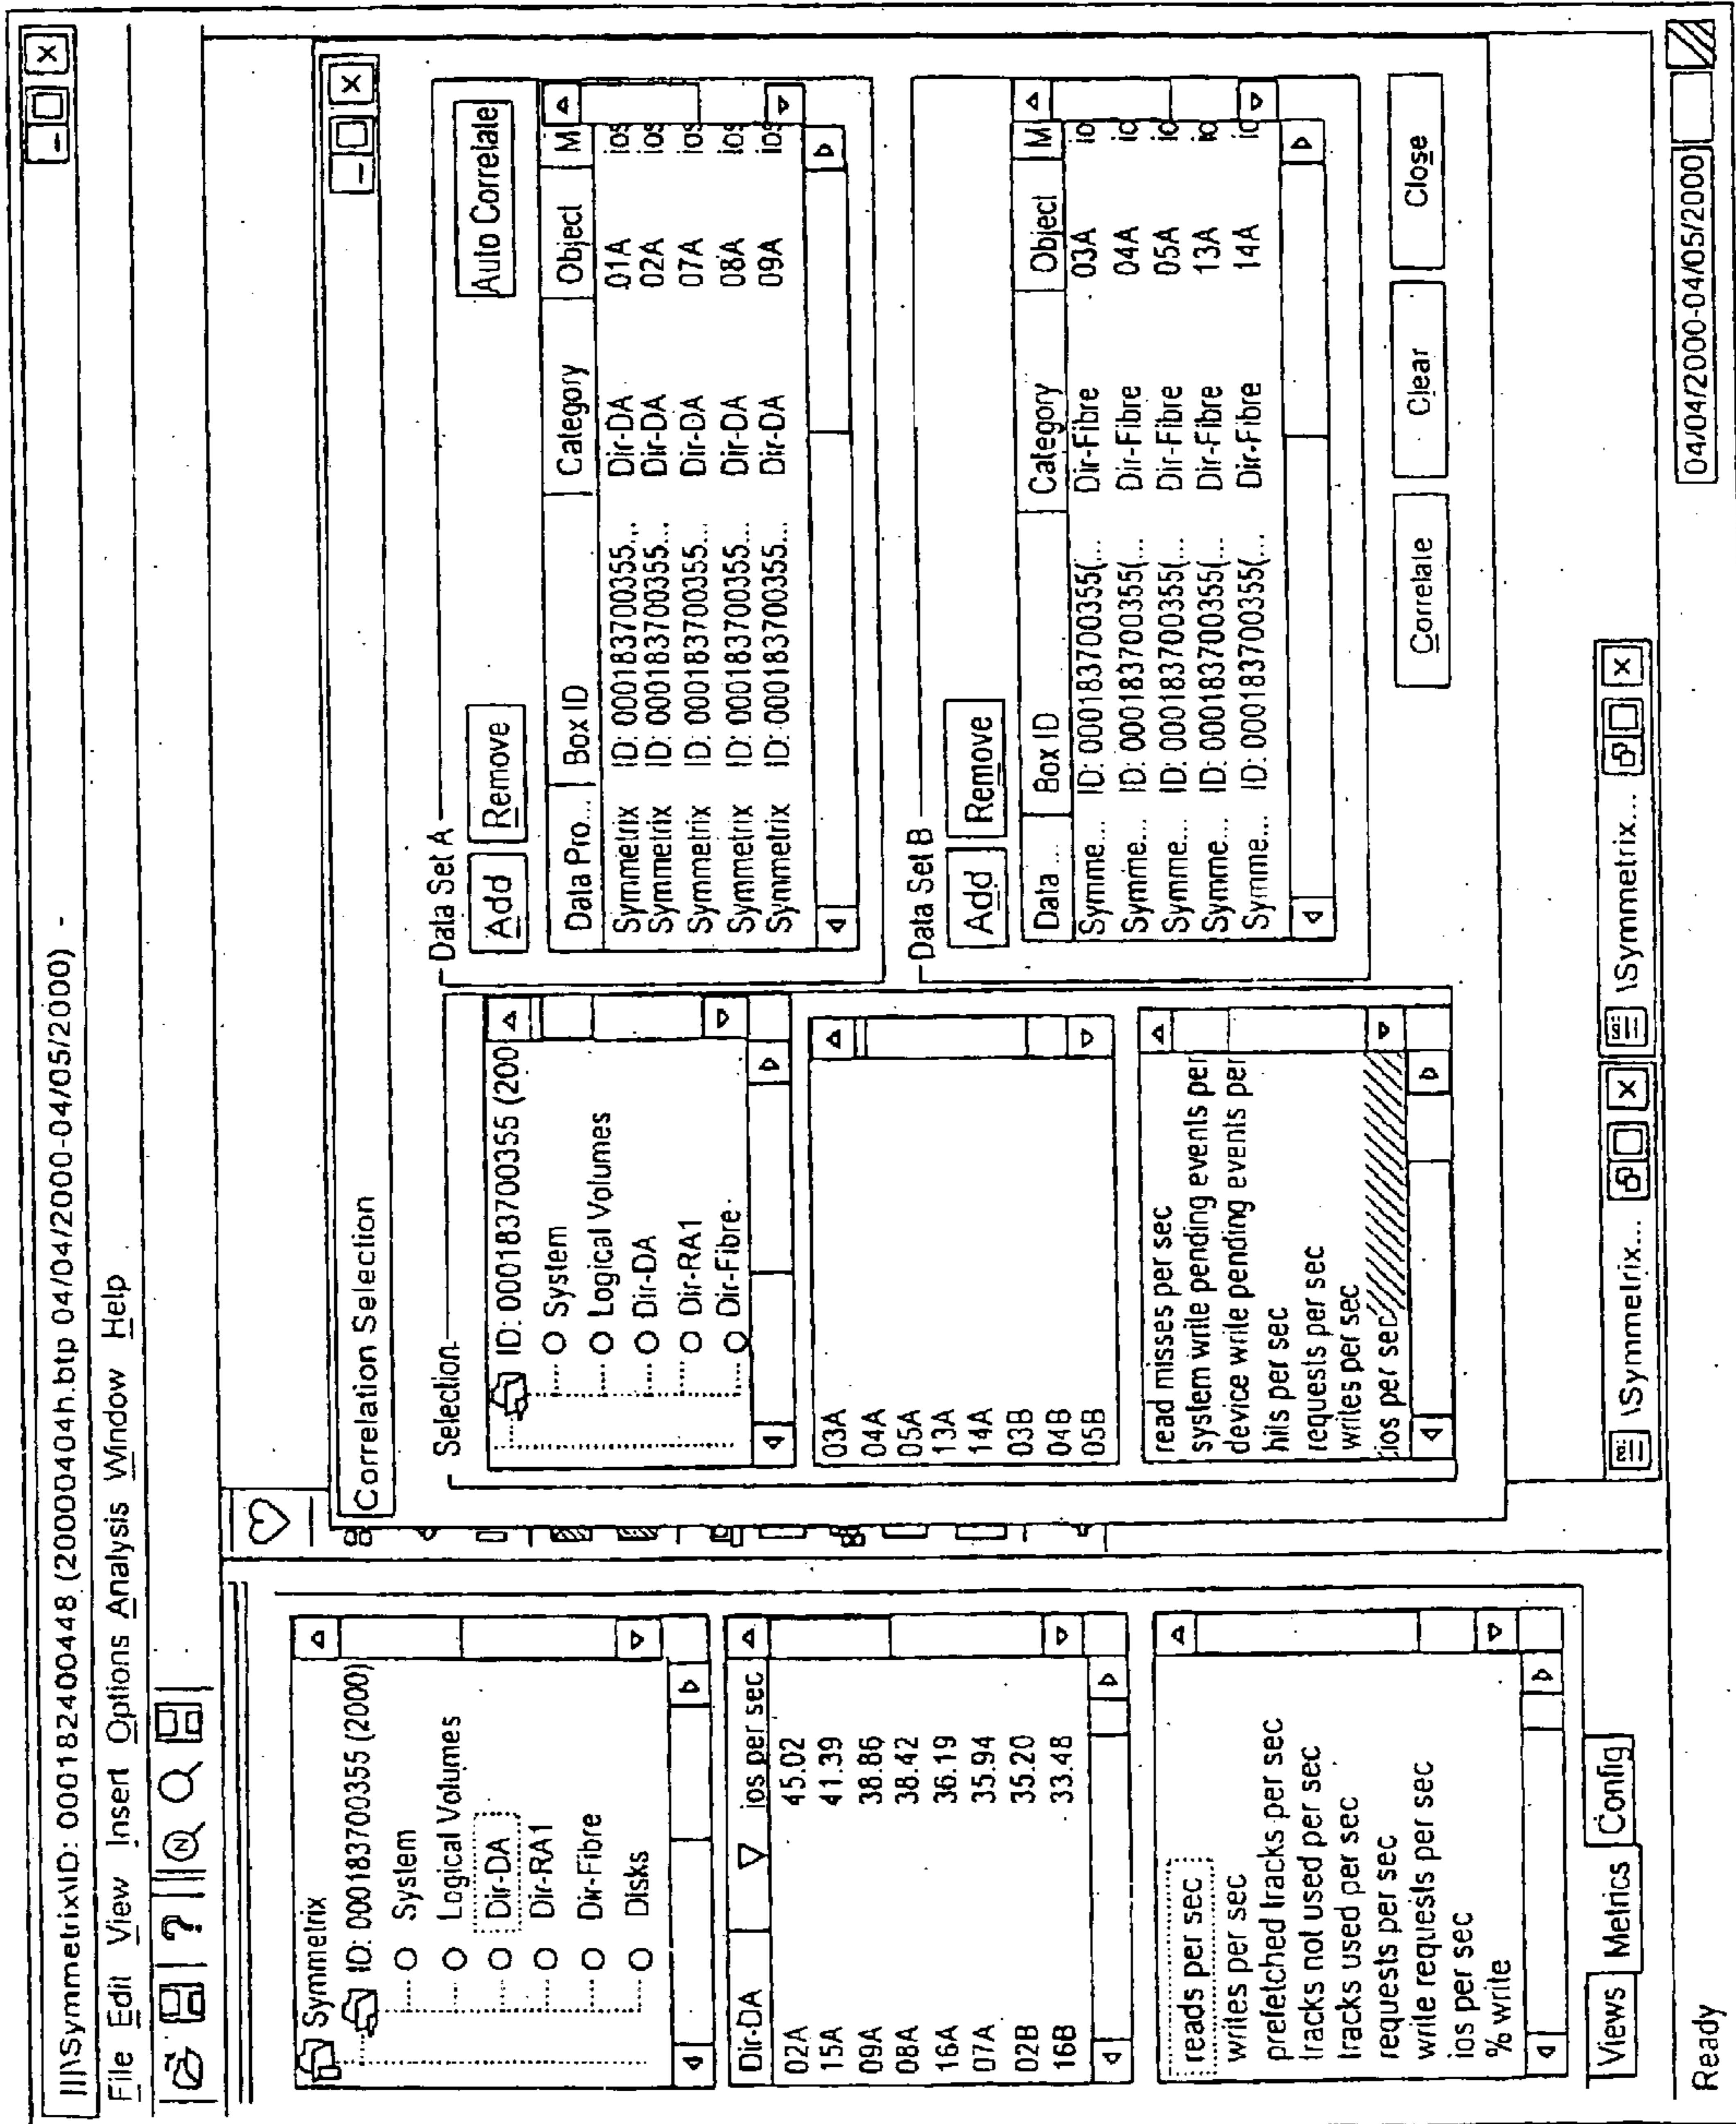 \\\\Symmetrix\ID: 000182400448 (20000404h.btp 04/04/2000-04/05/2000) -
File Edit View Insert Options Analysis Window Help
?
N
Symmetrix
ID: 000183700355 (2000)
System
Logical Volumes
Dir-DA
Dir-RA1
Dir-Fibre
Disks
Dir-DA ios per sec
02A 45.02
15A 41.39
09A 38.86
08A 38.42
16A 36.19
07A 35.94
02B 35.20
16B 33.48
reads per sec
writes per sec
prefetched tracks per sec
tracks not used per sec
tracks used per sec
requests per sec
write requests per sec
ios per sec
% write
Views Metrics Config
Ready
Correlation Selection
Selection
ID: 000183700355 (200
System
Logical Volumes
Dir-DA
Dir-RA1
Dir-Fibre
03A
04A
05A
13A
14A
03B
04B
05B
read misses per sec
system write pending events per
device write pending events per
hits per sec
requests per sec
writes per sec
ios per sec
Data Set A
Add Remove Auto Correlate
Data Pro... Box ID Category Object M
Symmetrix ID: 000183700355... Dir-DA 01A ios
Symmetrix ID: 000183700355... Dir-DA 02A ios
Symmetrix ID: 000183700355... Dir-DA 07A ios
Symmetrix ID: 000183700355... Dir-DA 08A ios
Symmetrix ID: 000183700355... Dir-DA 09A ios
Data Set B
Add Remove
Data ... Box ID Category Object M
Symme... ID: 000183700355(... Dir-Fibre 03A io
Symme... ID: 000183700355(... Dir-Fibre 04A io
Symme... ID: 000183700355(... Dir-Fibre 05A io
Symme... ID: 000183700355(... Dir-Fibre 13A io
Symme... ID: 000183700355(... Dir-Fibre 14A io
Correlate Clear Close
\Symmetrix... \Symmetrix...
04/04/2000-04/05/2000